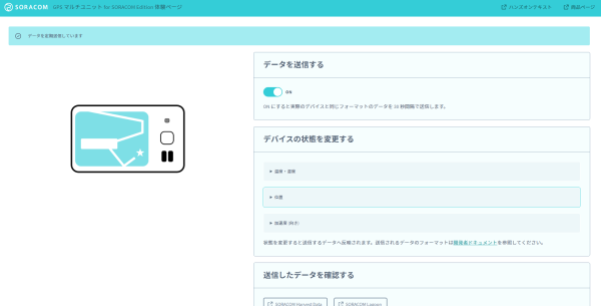 SORACOM GPS マルチユニット for SORACOM Edition 体験ページ
ハンズオンテキスト 商品ページ
データを定期送信しています
データを送信する
ON にすると実際のデバイスと同じフォーマットのデータを 10 秒間隔で送信します。
デバイスの状態を変更する
温度・湿度
位置
加速度 (傾き)
状態を変更すると送信するデータへ反映されます。送信されるデータのフォーマットは開発者ドキュメントを参照してください。
送信したデータを確認する
SORACOM Harvest Data SORACOM Lagoon